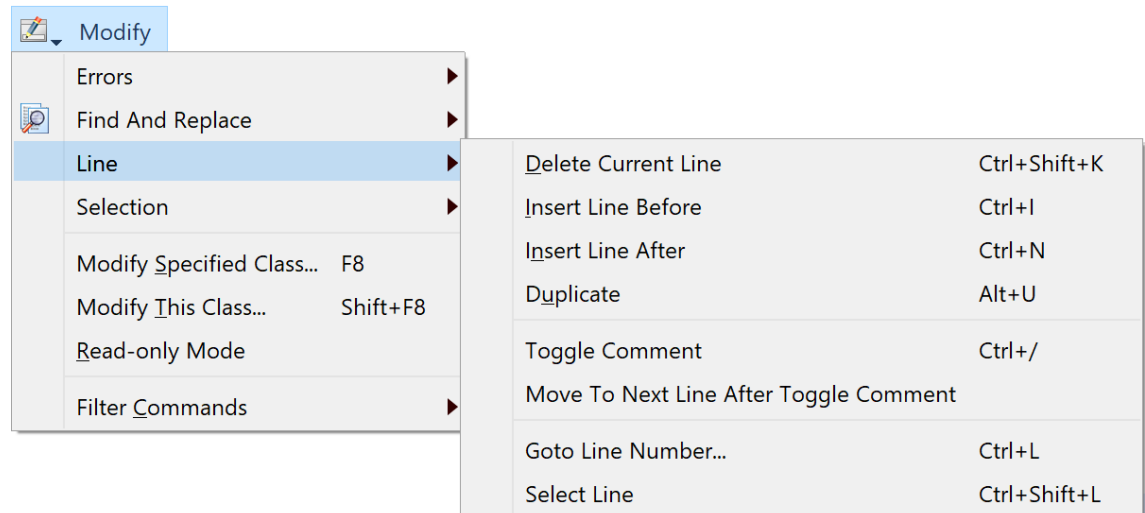 Modify
Errors
Find And Replace
Line
Selection
Modify Specified Class... F8
Modify This Class... Shift+F8
Read-only Mode
Filter Commands
Delete Current Line Ctrl+Shift+K
Insert Line Before Ctrl+I
Insert Line After Ctrl+N
Duplicate Alt+U
Toggle Comment Ctrl+/
Move To Next Line After Toggle Comment
Goto Line Number... Ctrl+L
Select Line Ctrl+Shift+L